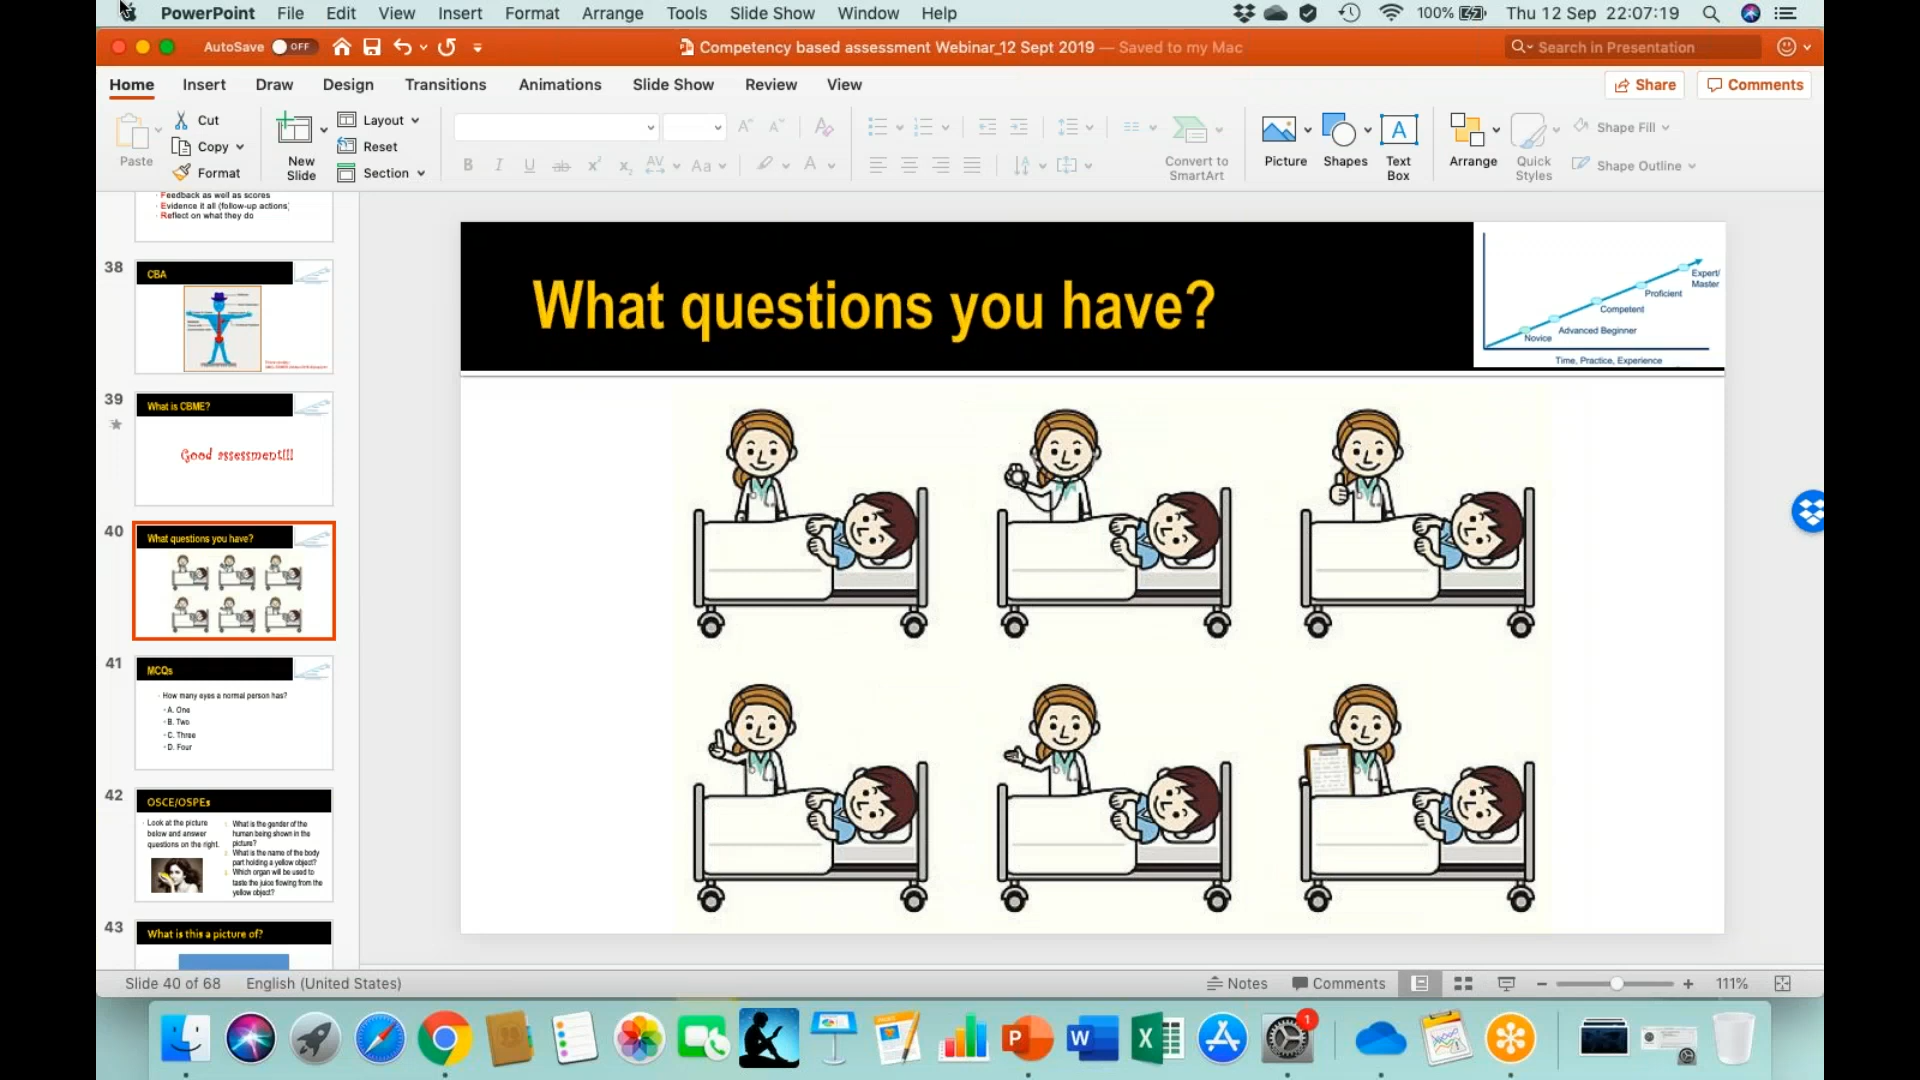 PowerPoint File Edit View Insert Format Arrange Tools Slide Show Window Help 100% Thu 12 Sep 22:07:19
AutoSave OFF Competency based assessment Webinar_12 Sept 2019 — Saved to my Mac Search in Presentation
Home Insert Draw Design Transitions Animations Slide Show Review View Share Comments
Paste Cut Copy Format
New Slide Layout Reset Section
Convert to SmartArt
Picture Shapes Text Box Arrange Quick Styles Shape Fill Shape Outline
Feedback as well as scores
Evidence it all (follow-up actions)
Reflect on what they do
38
CBA
39
What is CBME?
Good assessment!!!
40
What questions you have?
41
MCQs
How many eyes a normal person has?
A. One
B. Two
C. Three
D. Four
42
OSCE/OSPEs
Look at the picture
below and answer
questions on the right.
What is the gender of the
human being shown in the
picture?
What is the name of the body
part holding a yellow object?
Which organ will be used to
taste the juice flowing from the
yellow object?
43
What is this a picture of?
What questions you have?
Expert/
Master
Proficient
Competent
Advanced Beginner
Novice
Time, Practice, Experience
Slide 40 of 68 English (United States) Notes Comments 111%
1